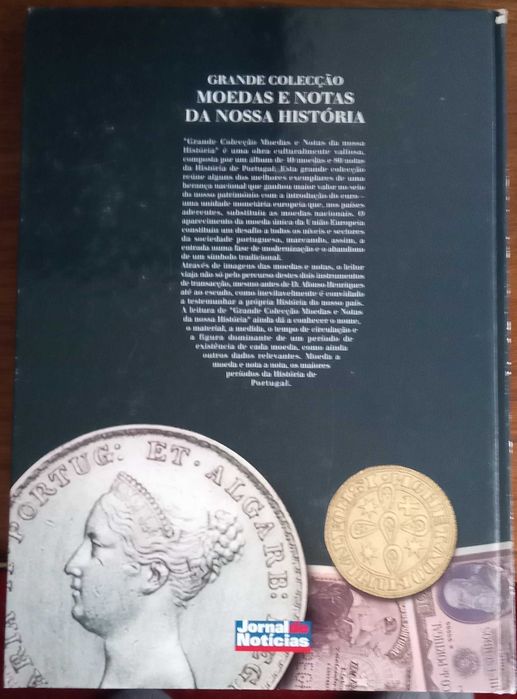 GRANDE COLECÇÃO
MOEDAS E NOTAS
DA NOSSA HISTÓRIA
"Grande Colecção Moedas e Notas da nossa
História" é uma obra culturalmente valiosa,
composta por um álbum de 40 moedas e 80 notas
da História de Portugal. Esta grande colecção
reúne alguns dos melhores exemplares de uma
herança nacional que ganhou maior valor no seio
do nosso património com a introdução do euro –
uma unidade monetária europeia que, nos países
aderentes, substituiu as moedas nacionais. O
aparecimento da moeda única da União Europeia
constituiu um desafio a todos os níveis e sectores
da sociedade portuguesa, marcando, assim, a
entrada numa fase de modernização e o abandono
de um símbolo tradicional.
Através de imagens das moedas e notas, o leitor
viaja não só pelo percurso destes dois instrumentos
de transacção, mesmo antes de D. Afonso Henriques
até ao escudo, como inevitavelmente é convidado
a testemunhar a própria História do nosso país.
A leitura de "Grande Colecção Moedas e Notas
da nossa História" ainda dá a conhecer o nome,
o material, a medida, o tempo de circulação e
a figura dominante de um período de
existência de cada moeda, como ainda
outros dados relevantes. Moeda a
moeda e nota a nota, os maiores
períodos da História de
Portugal.
PORTUG: ET. ALGARB:
Jornal de
Notícias